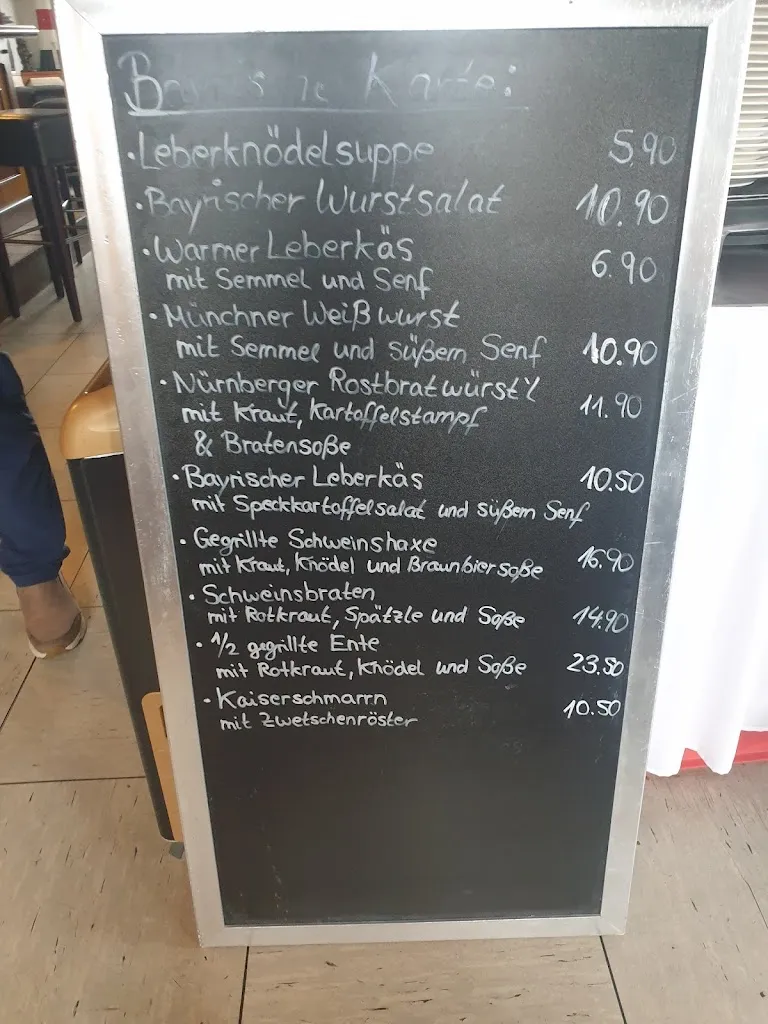 Karte:
· Leberknödelsuppe 5.90
· Bayrischer Wurstsalat 10.90
· Warmer Leberkäs 6.90
mit Semmel und Senf
· Münchner Weißwurst
mit Semmel und süßem Senf 10.90
· Nürnberger Rostbratwürst'l
mit Kraut, Kartoffelstampf 11.90
& Bratensoße
· Bayrischer Leberkäs 10.50
mit Speckkartoffelsalat und süßem Senf
· Gegrillte Schweinshaxe
mit Kraut, Knödel und Braunbiersoße 16.90
· Schweinsbraten
mit Rotkraut, Spätzle und Soße 14.90
· 1/2 gegrillte Ente
mit Rotkraut, Knödel und Soße 23.50
· Kaiserschmarrn
mit Zwetschenröster 10.50